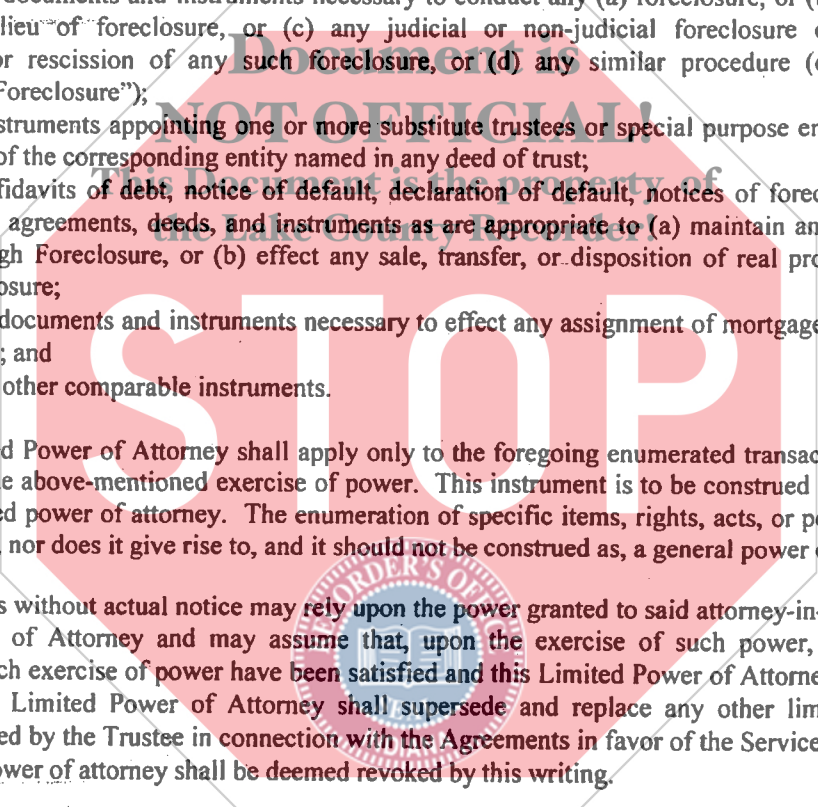 lieu of foreclosure, or (c) any judicial or non-judicial foreclosure
or rescission of any such foreclosure, or (d) any similar procedure (
Foreclosure");
struments appointing one or more substitute trustees or special purpose en
of the corresponding entity named in any deed of trust;
fidavits of debt, notice of default, declaration of default, notices of forec
agreements, deeds, and instruments as are appropriate to (a) maintain an
gh Foreclosure, or (b) effect any sale, transfer, or disposition of real pro
osure;
documents and instruments necessary to effect any assignment of mortgage
; and
other comparable instruments.
d Power of Attorney shall apply only to the foregoing enumerated transac
e above-mentioned exercise of power. This instrument is to be construed
ed power of attorney. The enumeration of specific items, rights, acts, or p
, nor does it give rise to, and it should not be construed as, a general power
s without actual notice may rely upon the power granted to said attorney-in-
of Attorney and may assume that, upon the exercise of such power,
ch exercise of power have been satisfied and this Limited Power of Attorne
Limited Power of Attorney shall supersede and replace any other lim
ed by the Trustee in connection with the Agreements in favor of the Service
ower of attorney shall be deemed revoked by this writing.
Document is
NOT OFFICIAL!
This Document is the property of
the Lake County Recorder!
STOP
RECORDER'S OFFICE
SEAL